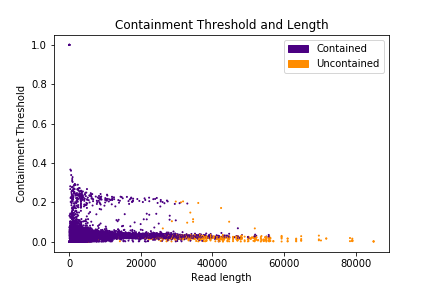 Containment Threshold and Length
Contained
Uncontained
1.0
0.8
0.6
0.4
0.2
0.0
Containment Threshold
0 20000 40000 60000 80000
Read length